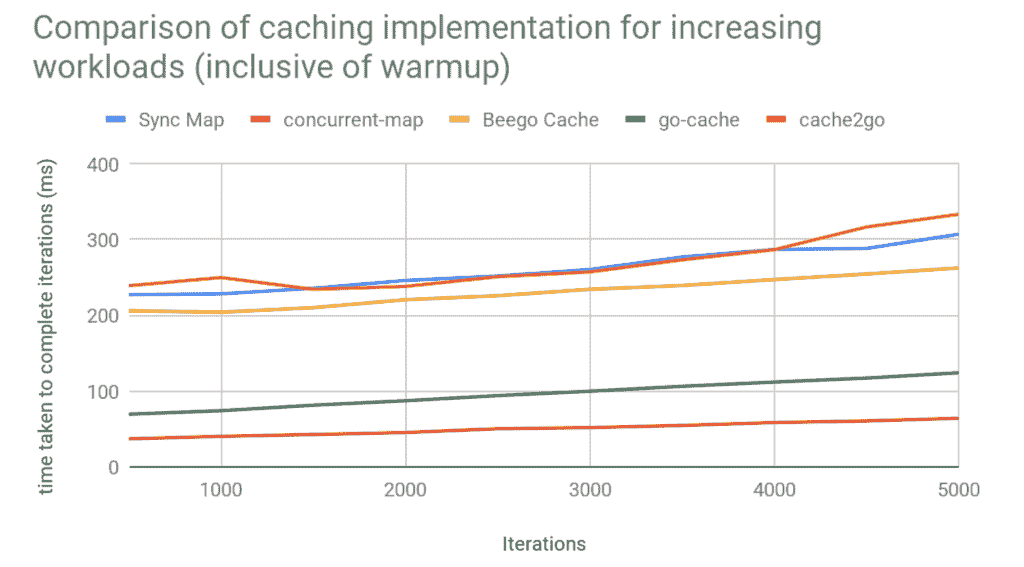 Comparison of caching implementation for increasing
workloads (inclusive of warmup)
Sync Map concurrent-map Beego Cache go-cache cache2go
time taken to complete iterations (ms)
400
300
200
100
0
1000 2000 3000 4000 5000
Iterations